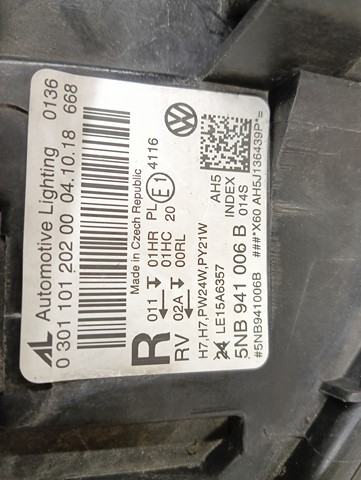 AL Automotive Lighting 0136
0 301 101 202 00 04.10.18 668
Made in Czech Republic
R 011 01HR PL E1 4116
01HC 20
RV 02A 00RL
H7,H7,PW24W,PY21W
24 LE15A6357 AH5
5NB 941 006 B INDEX 014S
#5NB941006B ###*X60 AH5J136439P*=